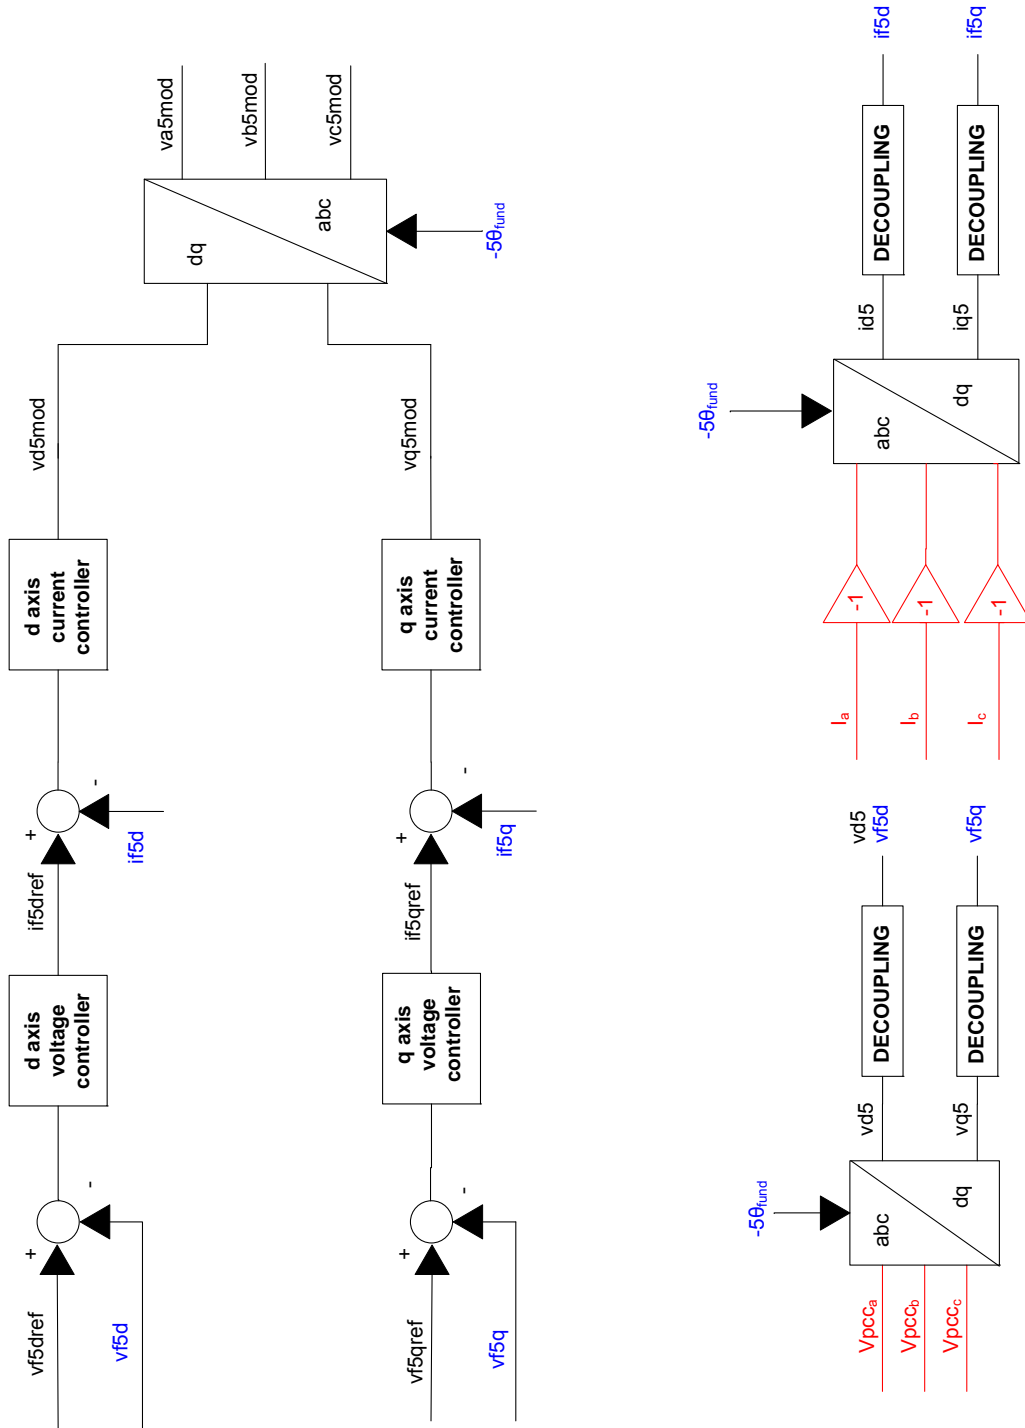 vf5dref
+
-
vf5d
d axis
voltage
controller
if5dref
+
-
if5d
d axis
current
controller
vd5mod
dq
abc
-5θfund
va5mod
vb5mod
vc5mod
vf5qref
+
-
vf5q
q axis
voltage
controller
if5qref
+
-
if5q
q axis
current
controller
vq5mod
Vpcca
Vpccb
Vpccc
-5θfund
abc
dq
vd5
vq5
DECOUPLING
DECOUPLING
vd5
vf5d
vf5q
Ia
Ib
Ic
-1
-1
-1
-5θfund
abc
dq
id5
iq5
DECOUPLING
DECOUPLING
if5d
if5q